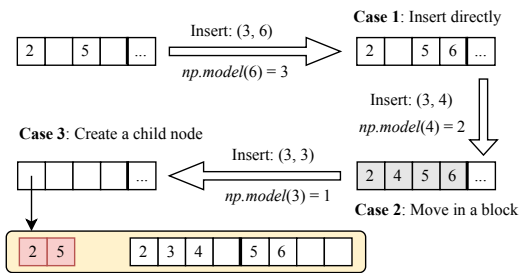 Insert: (3, 6)
np.model(6) = 3
Case 1: Insert directly
2 5 ...
2 5 6 ...
Insert: (3, 4)
np.model(4) = 2
Case 3: Create a child node
Insert: (3, 3)
np.model(3) = 1
...
2 4 5 6 ...
Case 2: Move in a block
2 5
2 3 4 5 6